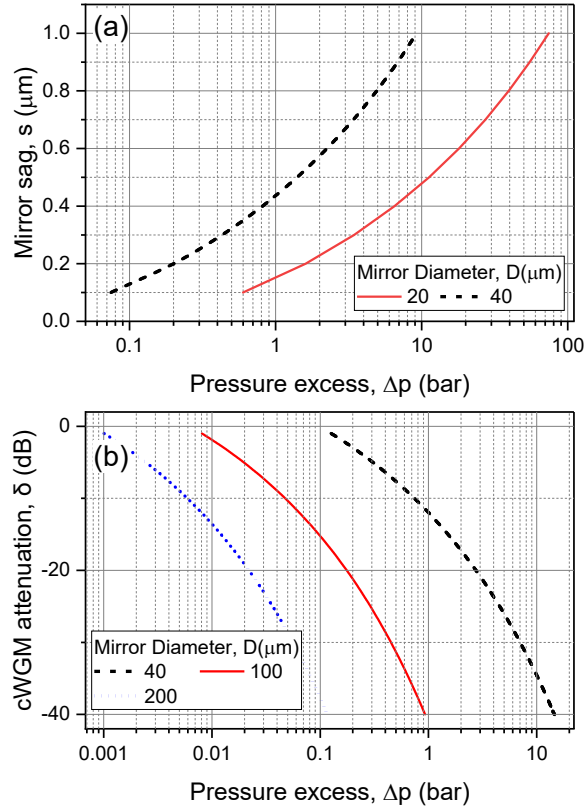 (a)
Mirror sag, s (μm)
1.0
0.8
0.6
0.4
0.2
0.0
Mirror Diameter, D(μm)
20 40
0.1 1 10 100
Pressure excess, Δp (bar)
(b)
cWGM attenuation, δ (dB)
0
-20
-40
Mirror Diameter, D(μm)
40 100
200
0.001 0.01 0.1 1 10
Pressure excess, Δp (bar)